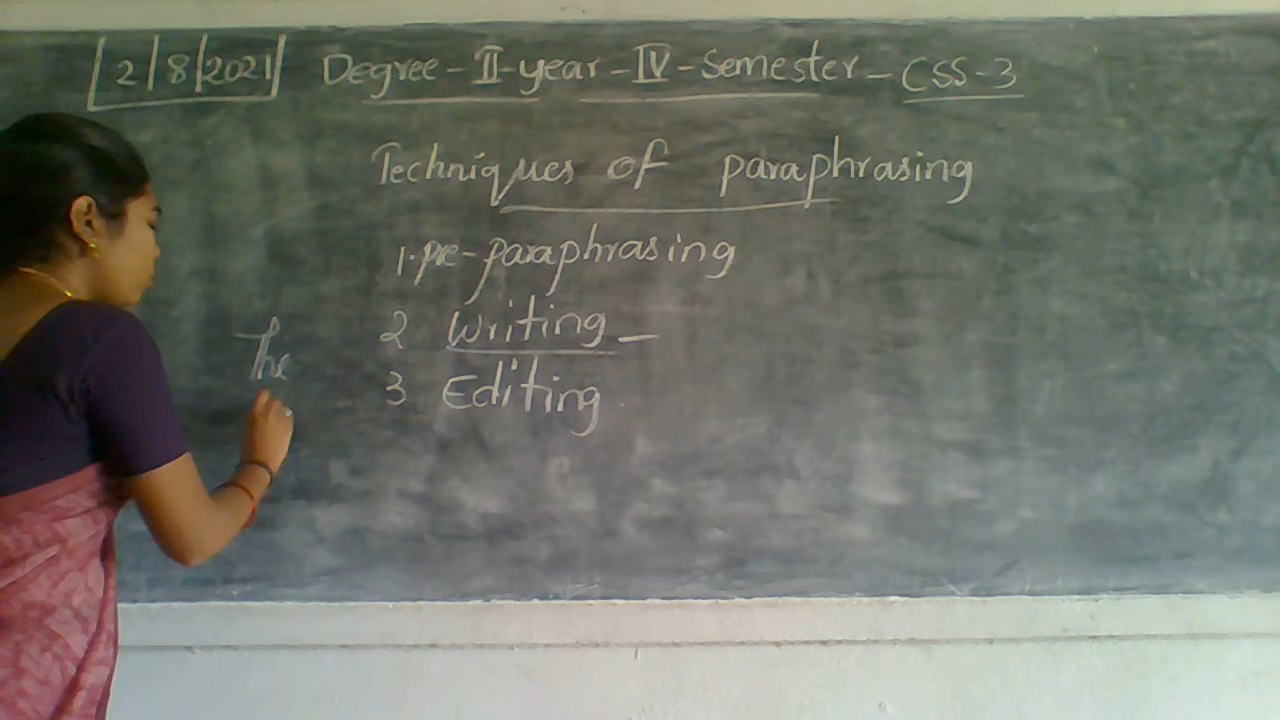 2/8/2021 Degree-II-year-IV-Semester-CSS-3
Techniques of paraphrasing
1. pre-paraphrasing
2 Writing-
The
3 Editing.